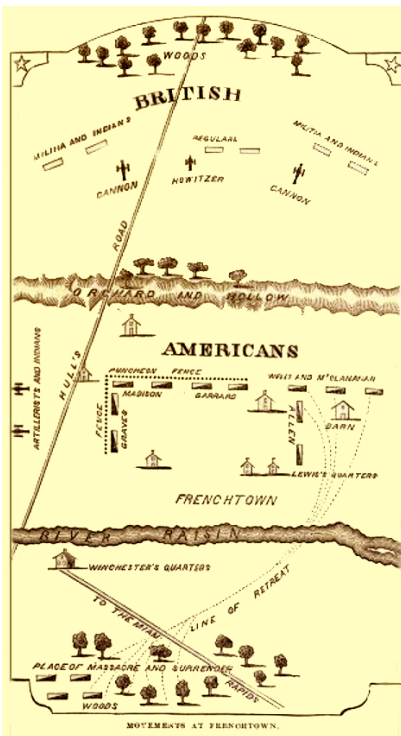 WOODS
BRITISH
MILITIA AND INDIANS
REGULARS
MILITIA AND INDIANS
CANNON
HOWITZER
CANNON
ROAD
ORCHARD AND HOLLOW
HULL'S
AMERICANS
ARTILLERISTS AND INDIANS
PUNCHEON FENCE
WELLS AND McCLANAHAN
MADISON
GARRARD
FENCE
GRAVES
ALLEN
BARN
LEWIS'S QUARTERS
FRENCHTOWN
RIVER RAISIN
WINCHESTER'S QUARTERS
TO THE MIAMI RAPIDS
LINE OF RETREAT
PLACE OF MASSACRE AND SURRENDER
WOODS
MOVEMENTS AT FRENCHTOWN.